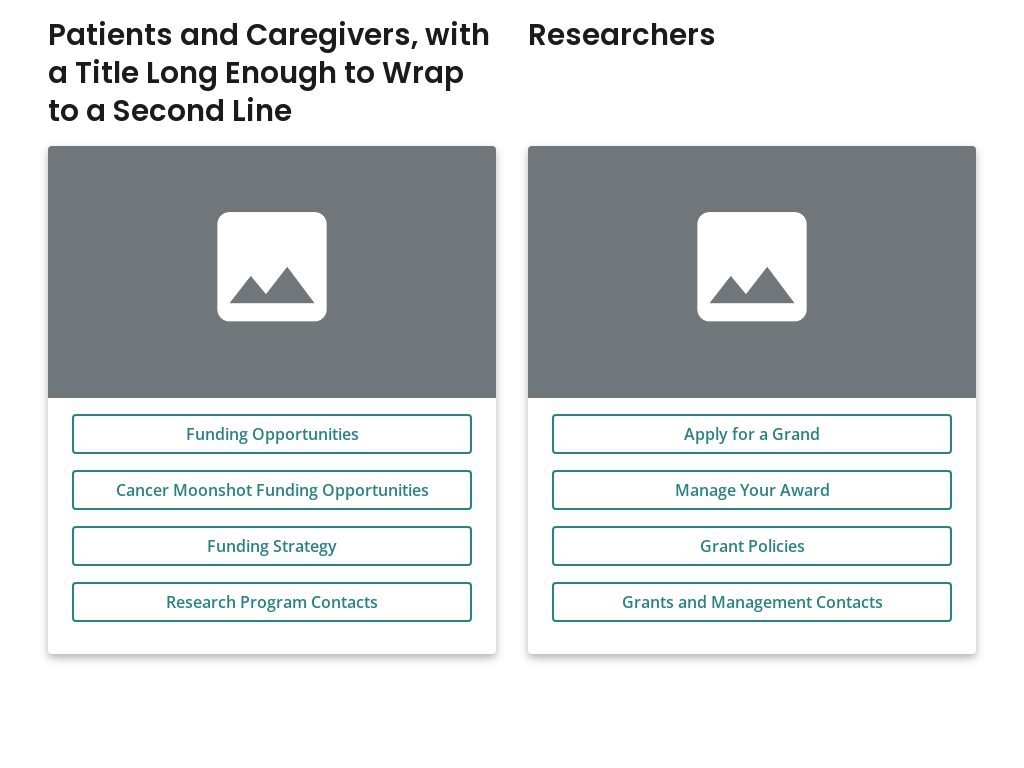 Patients and Caregivers, with
a Title Long Enough to Wrap
to a Second Line
Funding Opportunities
Cancer Moonshot Funding Opportunities
Funding Strategy
Research Program Contacts
Researchers
Apply for a Grand
Manage Your Award
Grant Policies
Grants and Management Contacts